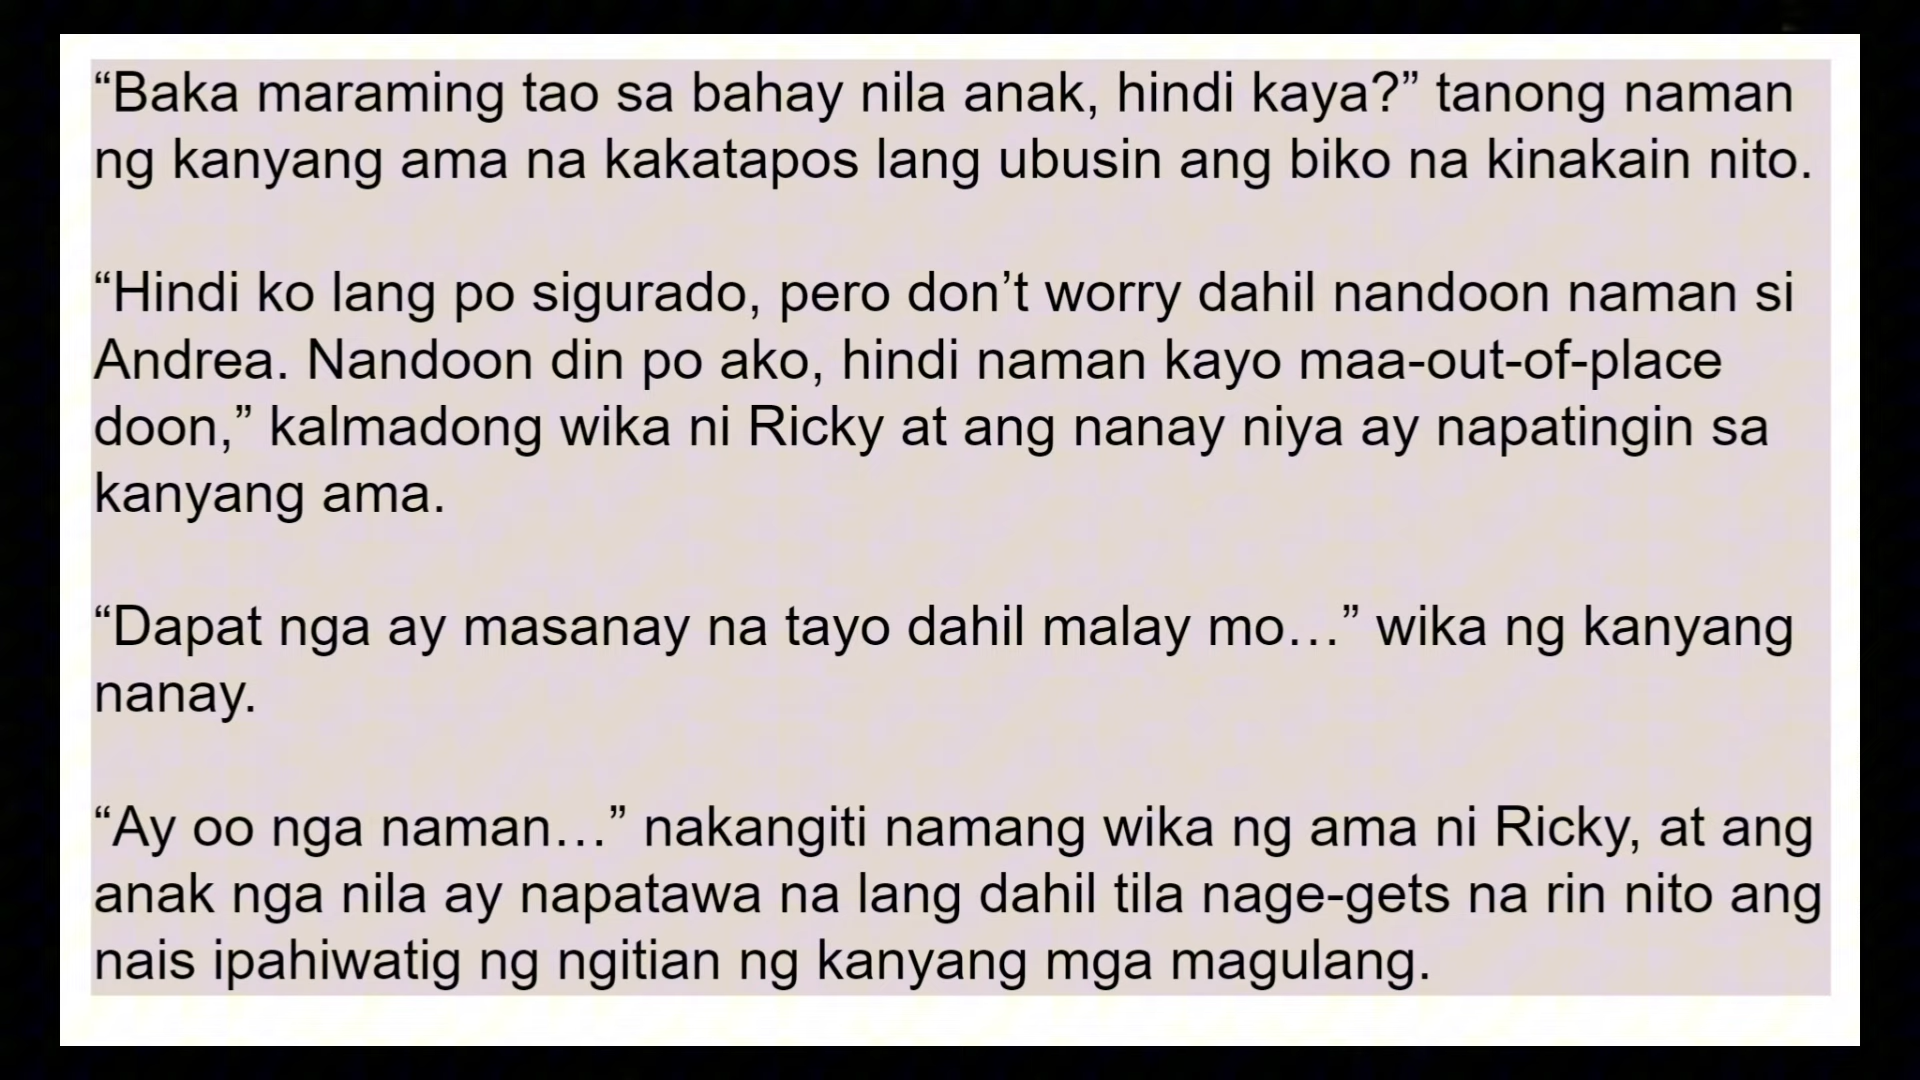 “Baka maraming tao sa bahay nila anak, hindi kaya?” tanong naman
ng kanyang ama na kakatapos lang ubusin ang biko na kinakain nito.
“Hindi ko lang po sigurado, pero don’t worry dahil nandoon naman si
Andrea. Nandoon din po ako, hindi naman kayo maa-out-of-place
doon,” kalmadong wika ni Ricky at ang nanay niya ay napatingin sa
kanyang ama.
“Dapat nga ay masanay na tayo dahil malay mo…” wika ng kanyang
nanay.
“Ay oo nga naman…” nakangiti namang wika ng ama ni Ricky, at ang
anak nga nila ay napatawa na lang dahil tila nage-gets na rin nito ang
nais ipahiwatig ng ngitian ng kanyang mga magulang.